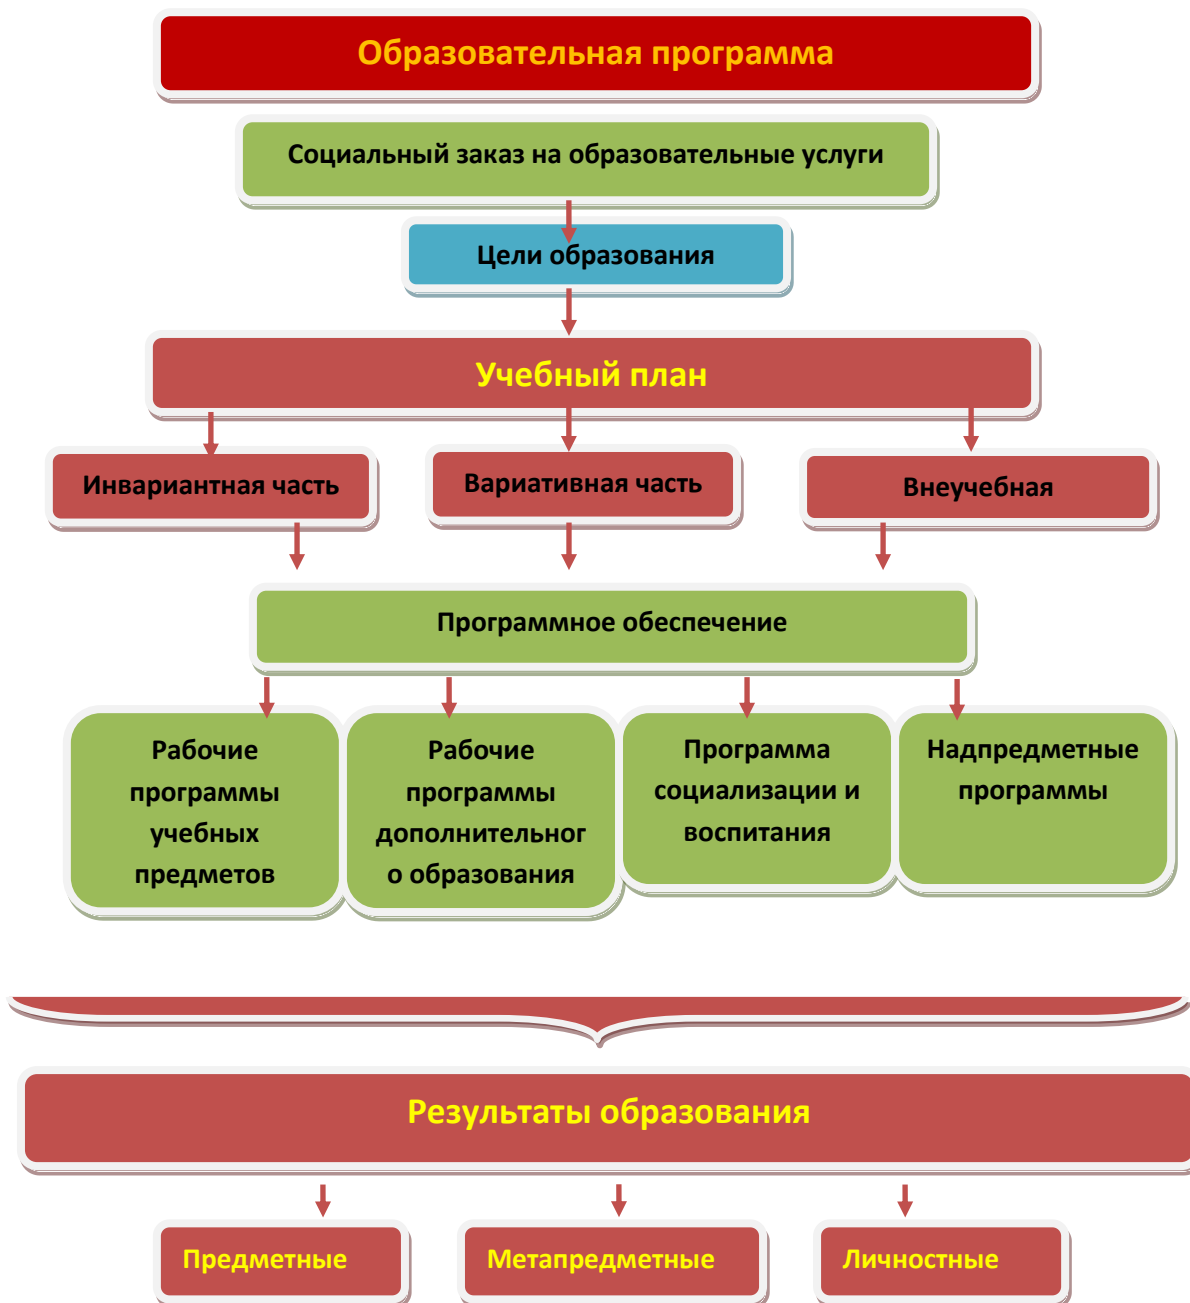 Образовательная программа
Социальный заказ на образовательные услуги
Цели образования
Учебный план
Инвариантная часть
Вариативная часть
Внеучебная
Программное обеспечение
Рабочие
программы
учебных
предметов
Рабочие
программы
дополнительног
о образования
Программа
социализации и
воспитания
Надпредметные
программы
Результаты образования
Предметные
Метапредметные
Личностные